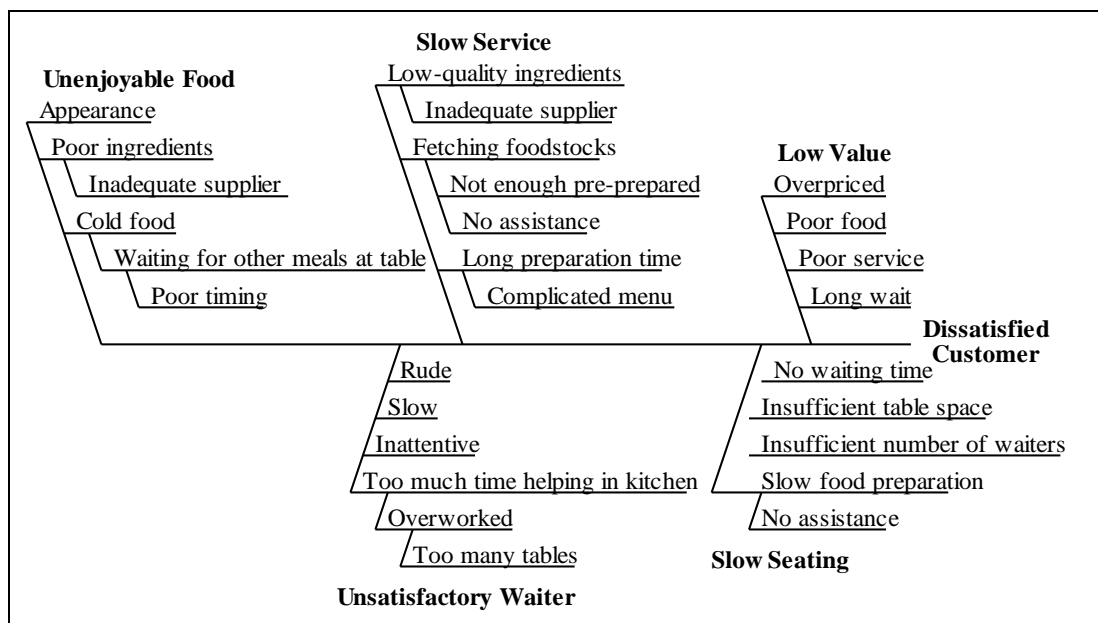 Unenjoyable Food
Appearance
Poor ingredients
Inadequate supplier
Cold food
Waiting for other meals at table
Poor timing
Slow Service
Low-quality ingredients
Inadequate supplier
Fetching foodstocks
Not enough pre-prepared
No assistance
Long preparation time
Complicated menu
Low Value
Overpriced
Poor food
Poor service
Long wait
Dissatisfied
Customer
Rude
Slow
Inattentive
Too much time helping in kitchen
Overworked
Too many tables
Unsatisfactory Waiter
No waiting time
Insufficient table space
Insufficient number of waiters
Slow food preparation
No assistance
Slow Seating